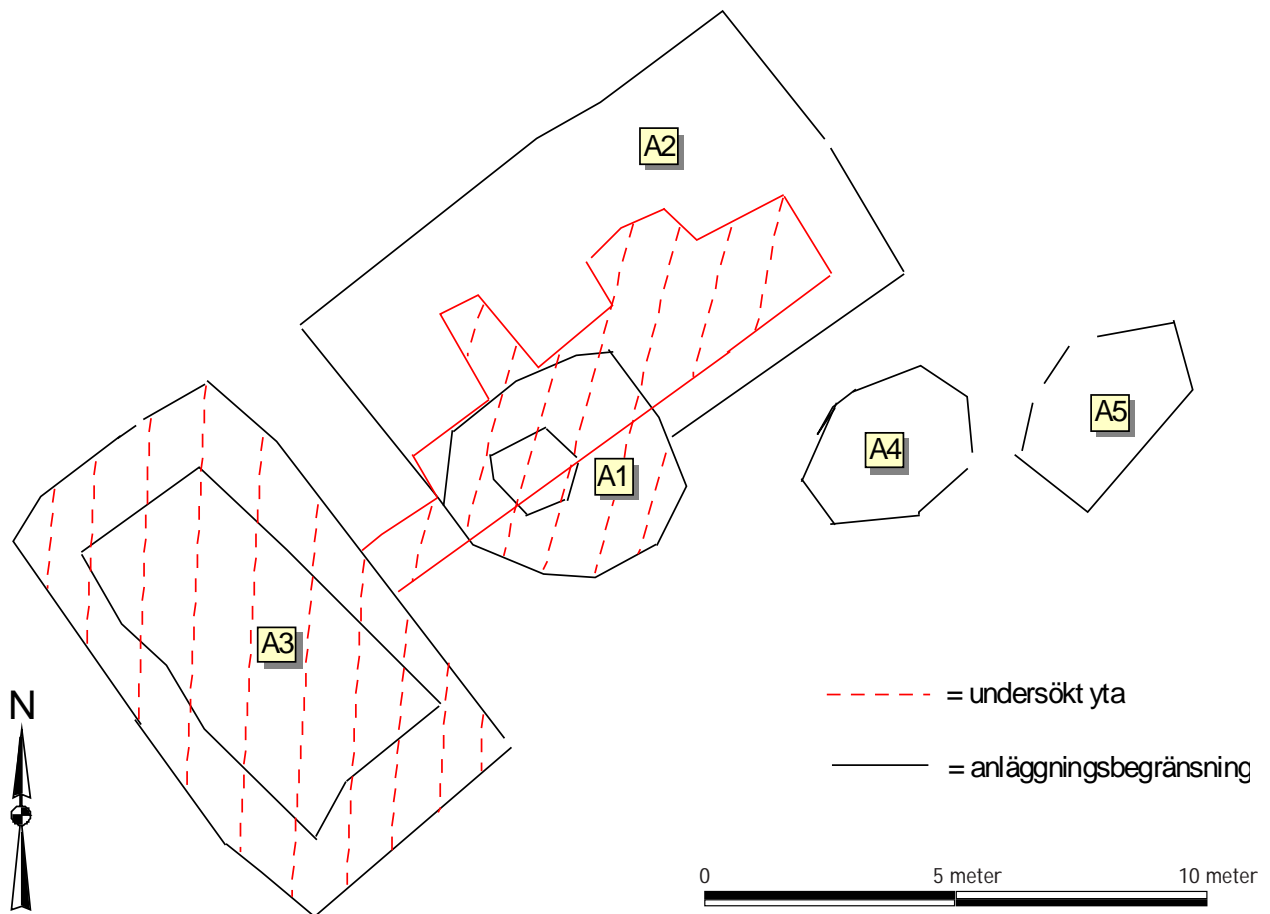 A2
A5
A4
A1
A3
N
= undersökt yta
= anläggningsbegränsning
0 5 meter 10 meter